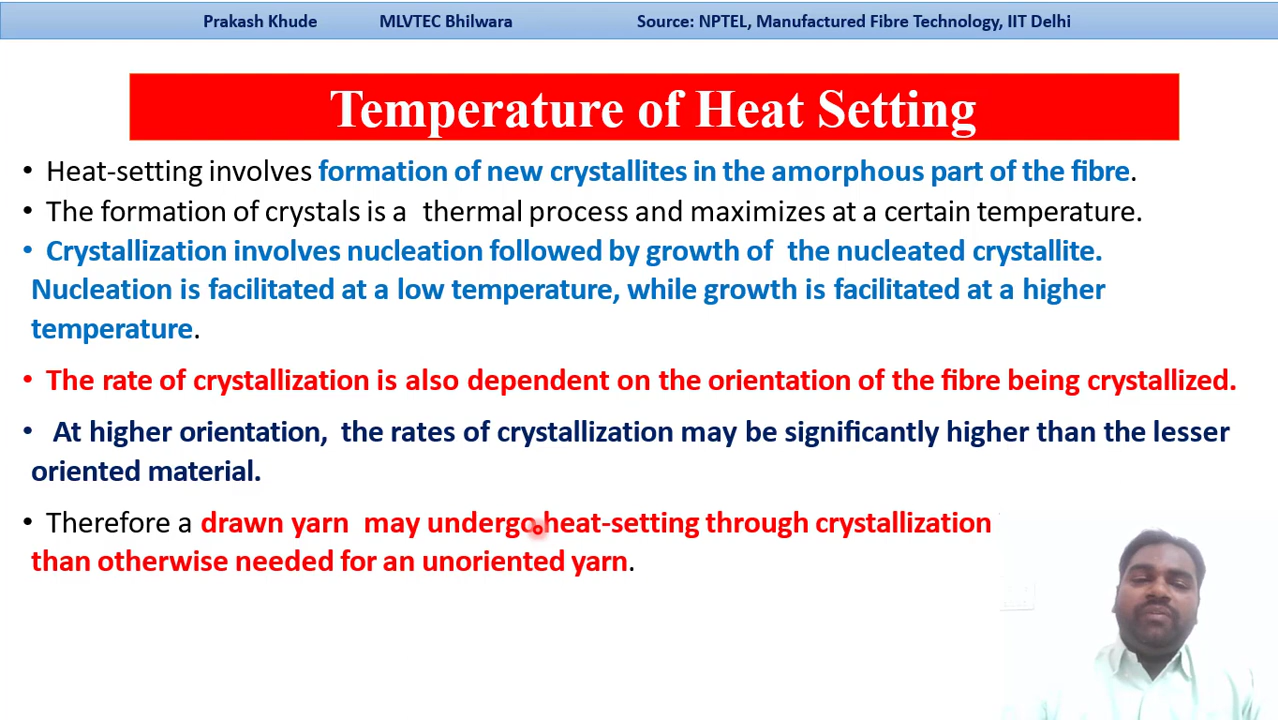 Prakash Khude MLVTEC Bhilwara Source: NPTEL, Manufactured Fibre Technology, IIT Delhi
Temperature of Heat Setting
• Heat-setting involves formation of new crystallites in the amorphous part of the fibre.
• The formation of crystals is a thermal process and maximizes at a certain temperature.
• Crystallization involves nucleation followed by growth of the nucleated crystallite.
Nucleation is facilitated at a low temperature, while growth is facilitated at a higher
temperature.
• The rate of crystallization is also dependent on the orientation of the fibre being crystallized.
• At higher orientation, the rates of crystallization may be significantly higher than the lesser
oriented material.
• Therefore a drawn yarn may undergo heat-setting through crystallization
than otherwise needed for an unoriented yarn.